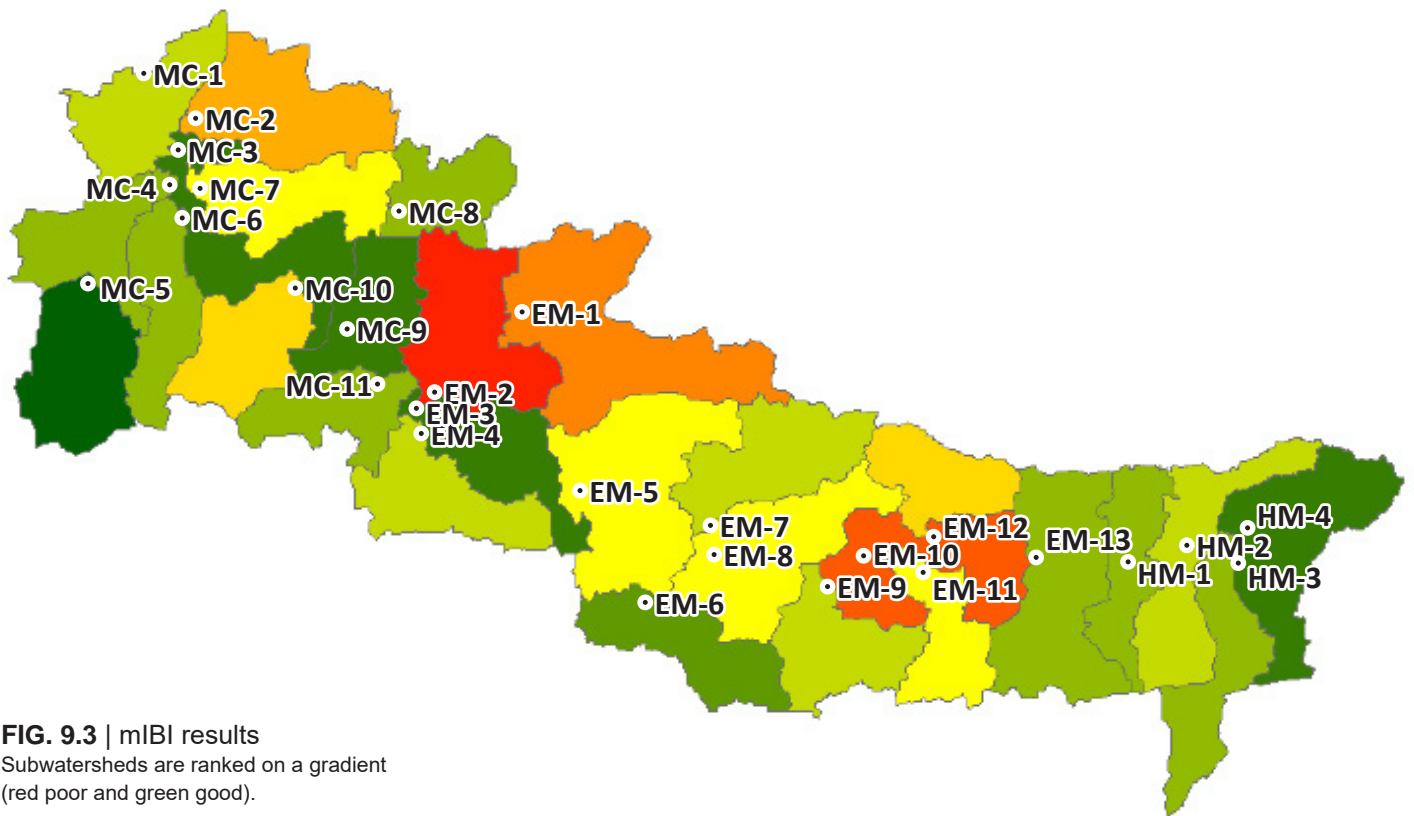 MC-1
MC-2
MC-3
MC-4
MC-7
MC-6
MC-8
MC-5
MC-10
MC-9
MC-11
EM-1
EM-2
EM-3
EM-4
EM-5
EM-7
EM-8
EM-6
EM-12
EM-10
EM-9
EM-11
EM-13
HM-4
HM-2
HM-1
HM-3
FIG. 9.3 | mIBI results
Subwatersheds are ranked on a gradient
(red poor and green good).